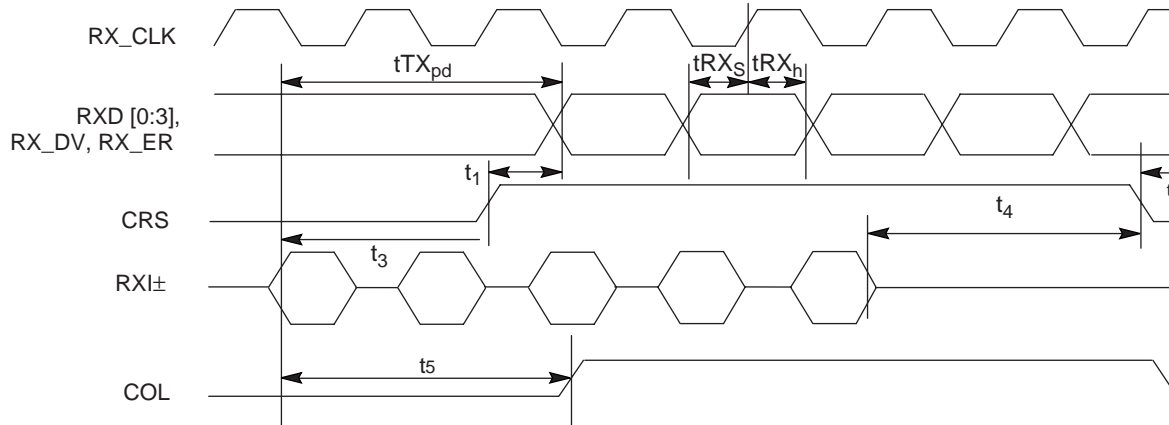 RX_CLK
tTXpd
tRXS
tRXh
RXD [0:3],
RX_DV, RX_ER
t1
t
CRS
t4
t3
RXI±
t5
COL